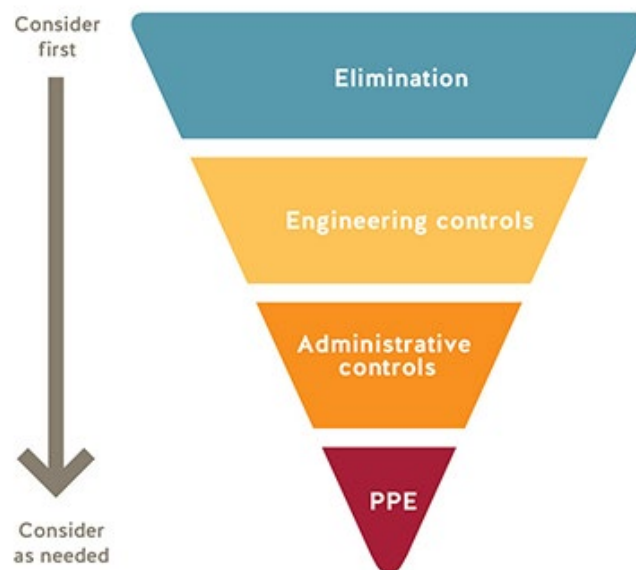 Consider
first
Elimination
Engineering controls
Administrative
controls
PPE
Consider
as needed